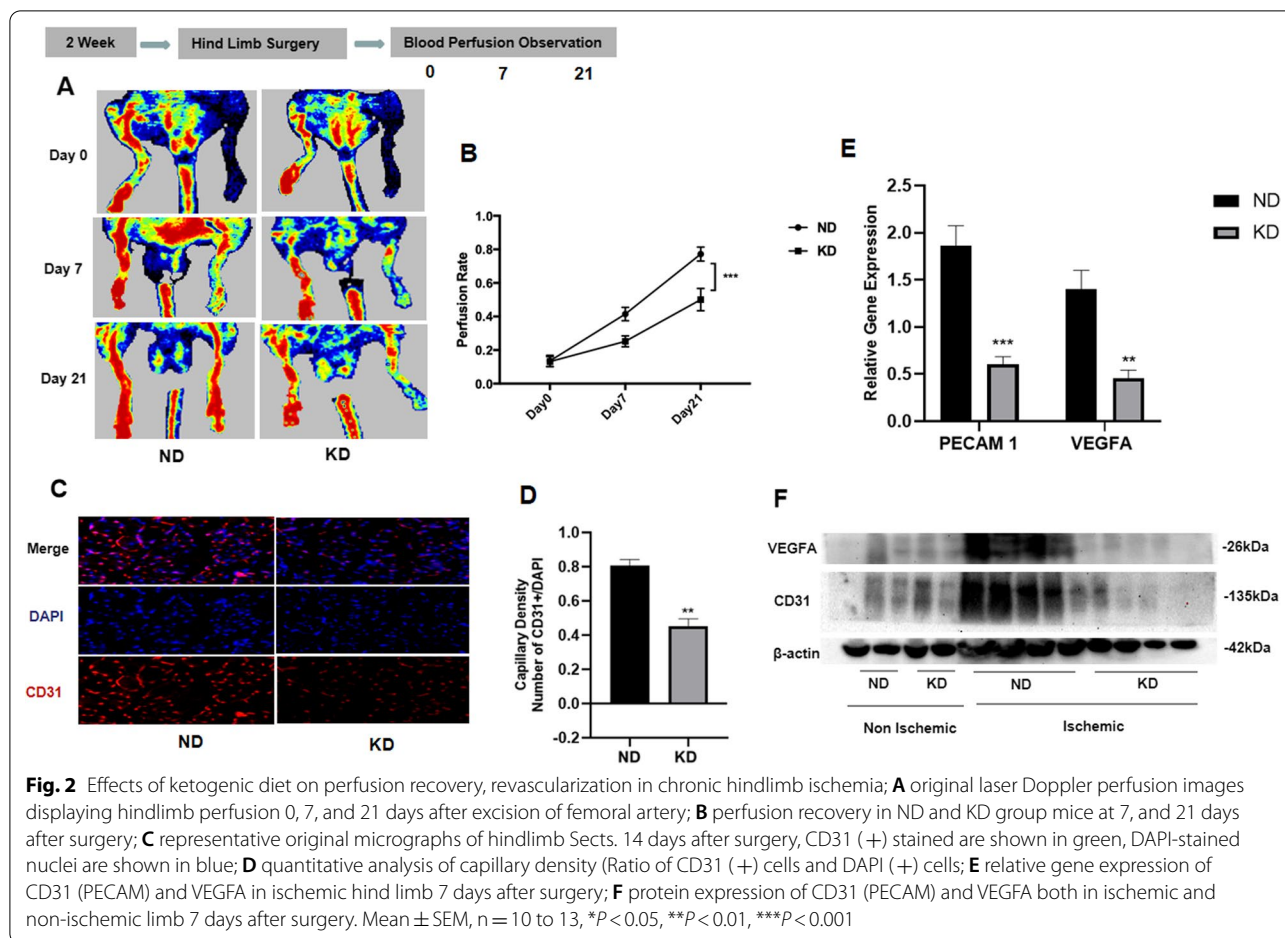 2 Week
Hind Limb Surgery
Blood Perfusion Observation
0 7 21
A
Day 0
Day 7
Day 21
ND KD
B
Perfusion Rate
1.0
0.8
0.6
0.4
0.2
0.0
Day0 Day7 Day21
ND
KD
***
E
Relative Gene Expression
2.5
2.0
1.5
1.0
0.5
0.0
***
**
PECAM 1 VEGFA
ND
KD
C
Merge
DAPI
CD31
ND KD
D
Capillary Density
Number of CD31+/DAPI
1.0
0.8
0.6
0.4
0.2
0.0
-0.2
**
ND KD
F
VEGFA -26kDa
CD31 -135kDa
β-actin -42kDa
ND KD ND KD
Non Ischemic Ischemic
Fig. 2 Effects of ketogenic diet on perfusion recovery, revascularization in chronic hindlimb ischemia; A original laser Doppler perfusion images
displaying hindlimb perfusion 0, 7, and 21 days after excision of femoral artery; B perfusion recovery in ND and KD group mice at 7, and 21 days
after surgery; C representative original micrographs of hindlimb Sects. 14 days after surgery, CD31 (+) stained are shown in green, DAPI-stained
nuclei are shown in blue; D quantitative analysis of capillary density (Ratio of CD31 (+) cells and DAPI (+) cells; E relative gene expression of
CD31 (PECAM) and VEGFA in ischemic hind limb 7 days after surgery; F protein expression of CD31 (PECAM) and VEGFA both in ischemic and
non-ischemic limb 7 days after surgery. Mean ± SEM, n = 10 to 13, *P < 0.05, **P < 0.01, ***P < 0.001